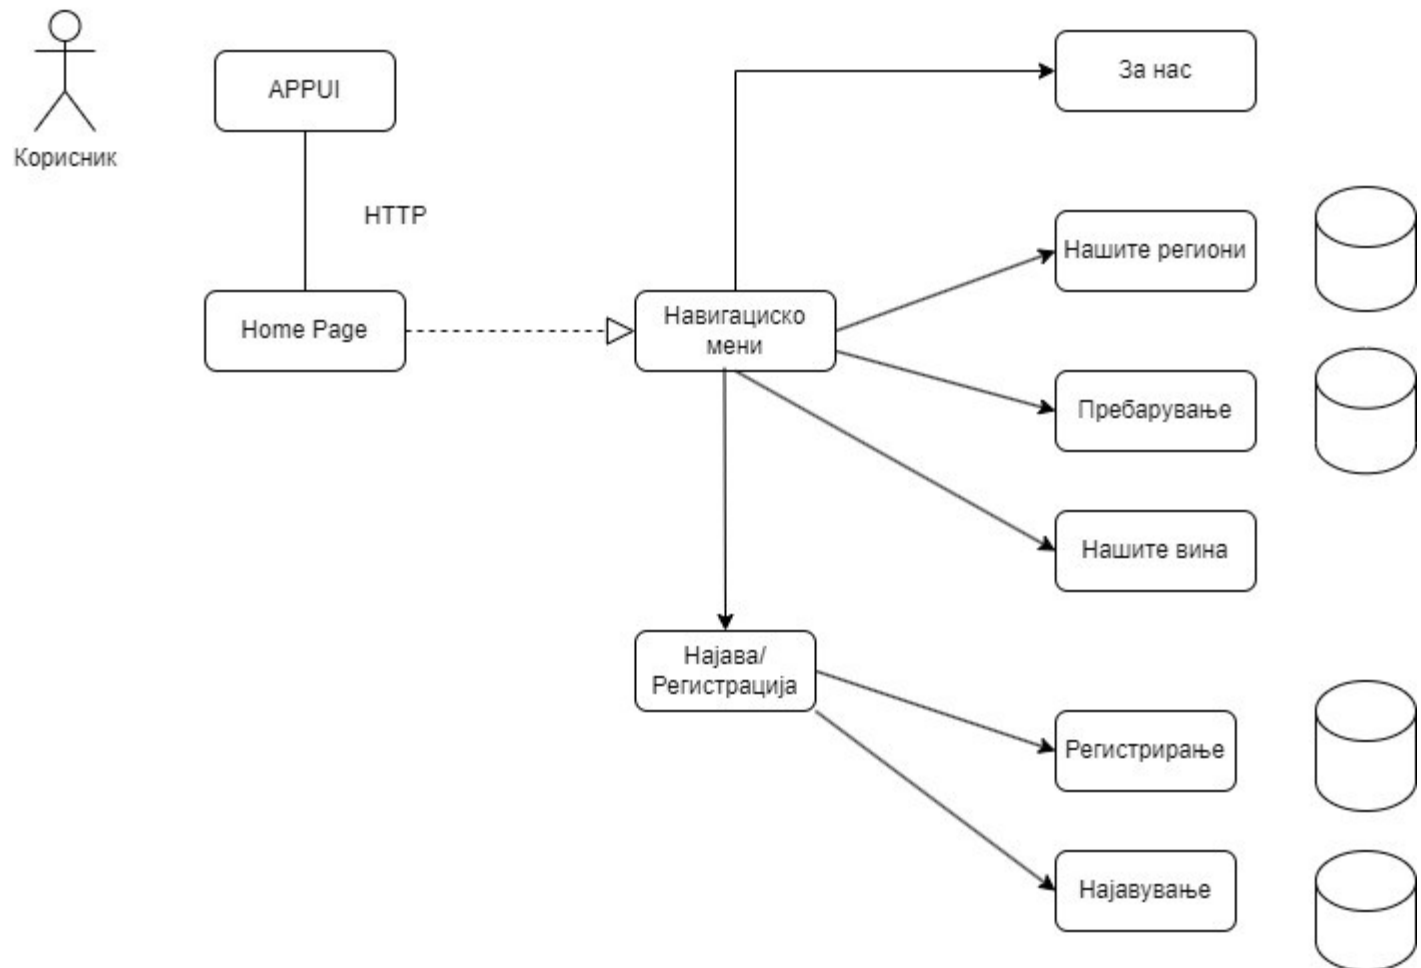 Корисник
APPUI
HTTP
Home Page
Навигациско
мени
За нас
Нашите региони
Пребарување
Нашите вина
Најава/
Регистрација
Регистрирање
Најавување